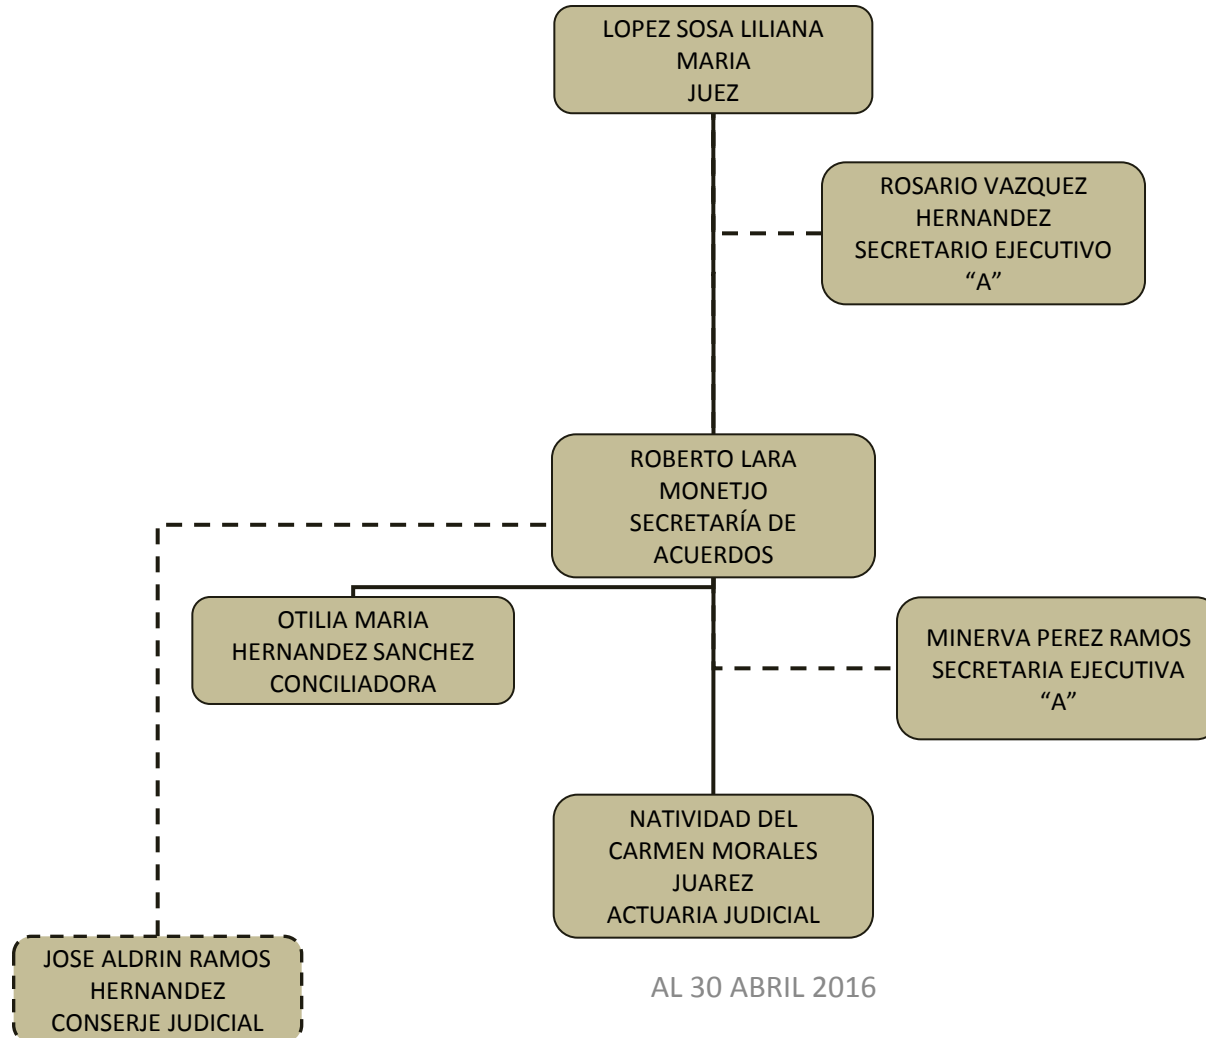 LOPEZ SOSA LILIANA
MARIA
JUEZ
ROSARIO VAZQUEZ
HERNANDEZ
SECRETARIO EJECUTIVO
“A”
ROBERTO LARA
MONETJO
SECRETARÍA DE
ACUERDOS
OTILIA MARIA
HERNANDEZ SANCHEZ
CONCILIADORA
MINERVA PEREZ RAMOS
SECRETARIA EJECUTIVA
“A”
NATIVIDAD DEL
CARMEN MORALES
JUAREZ
ACTUARIA JUDICIAL
JOSE ALDRIN RAMOS
HERNANDEZ
CONSERJE JUDICIAL
AL 30 ABRIL 2016